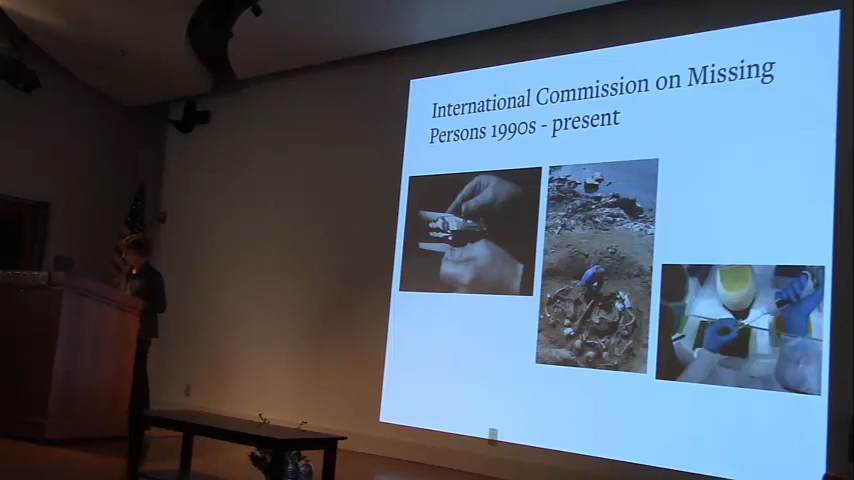 International Commission on Missing
Persons 1990s - present